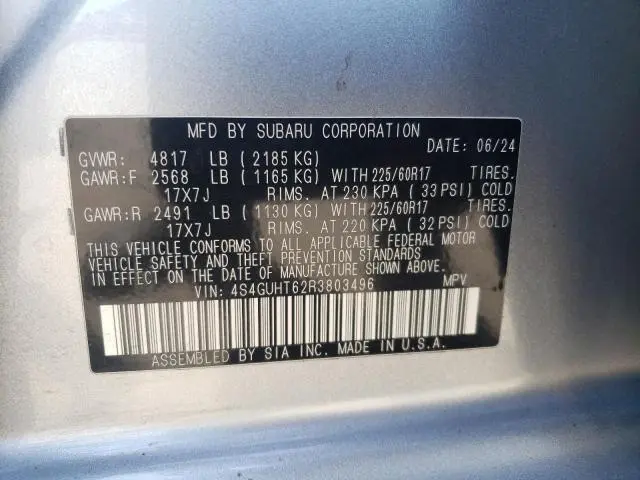 MFD BY SUBARU CORPORATION
DATE: 06/24
GVWR: 4817 LB (2185 KG)
GAWR:F 2568 LB (1165 KG) WITH 225/60R17 TIRES.
17X7J RIMS. AT 230 KPA (33 PSI) COLD
GAWR:R 2491 LB (1130 KG) WITH 225/60R17 TIRES.
17X7J RIMS. AT 220 KPA (32 PSI) COLD
THIS VEHICLE CONFORMS TO ALL APPLICABLE FEDERAL MOTOR
VEHICLE SAFETY AND THEFT PREVENTION STANDARDS
IN EFFECT ON THE DATE OF MANUFACTURE SHOWN ABOVE.
VIN: 4S4GUHT62R3803496 MPV
ASSEMBLED BY SIA INC. MADE IN U.S.A.